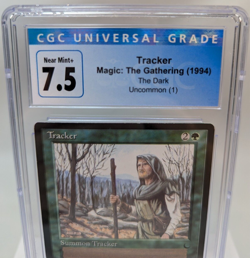 CGC UNIVERSAL GRADE
Near Mint+
7.5
Tracker
Magic: The Gathering (1994)
The Dark
Uncommon (1)
Tracker
2
Summon Tracker